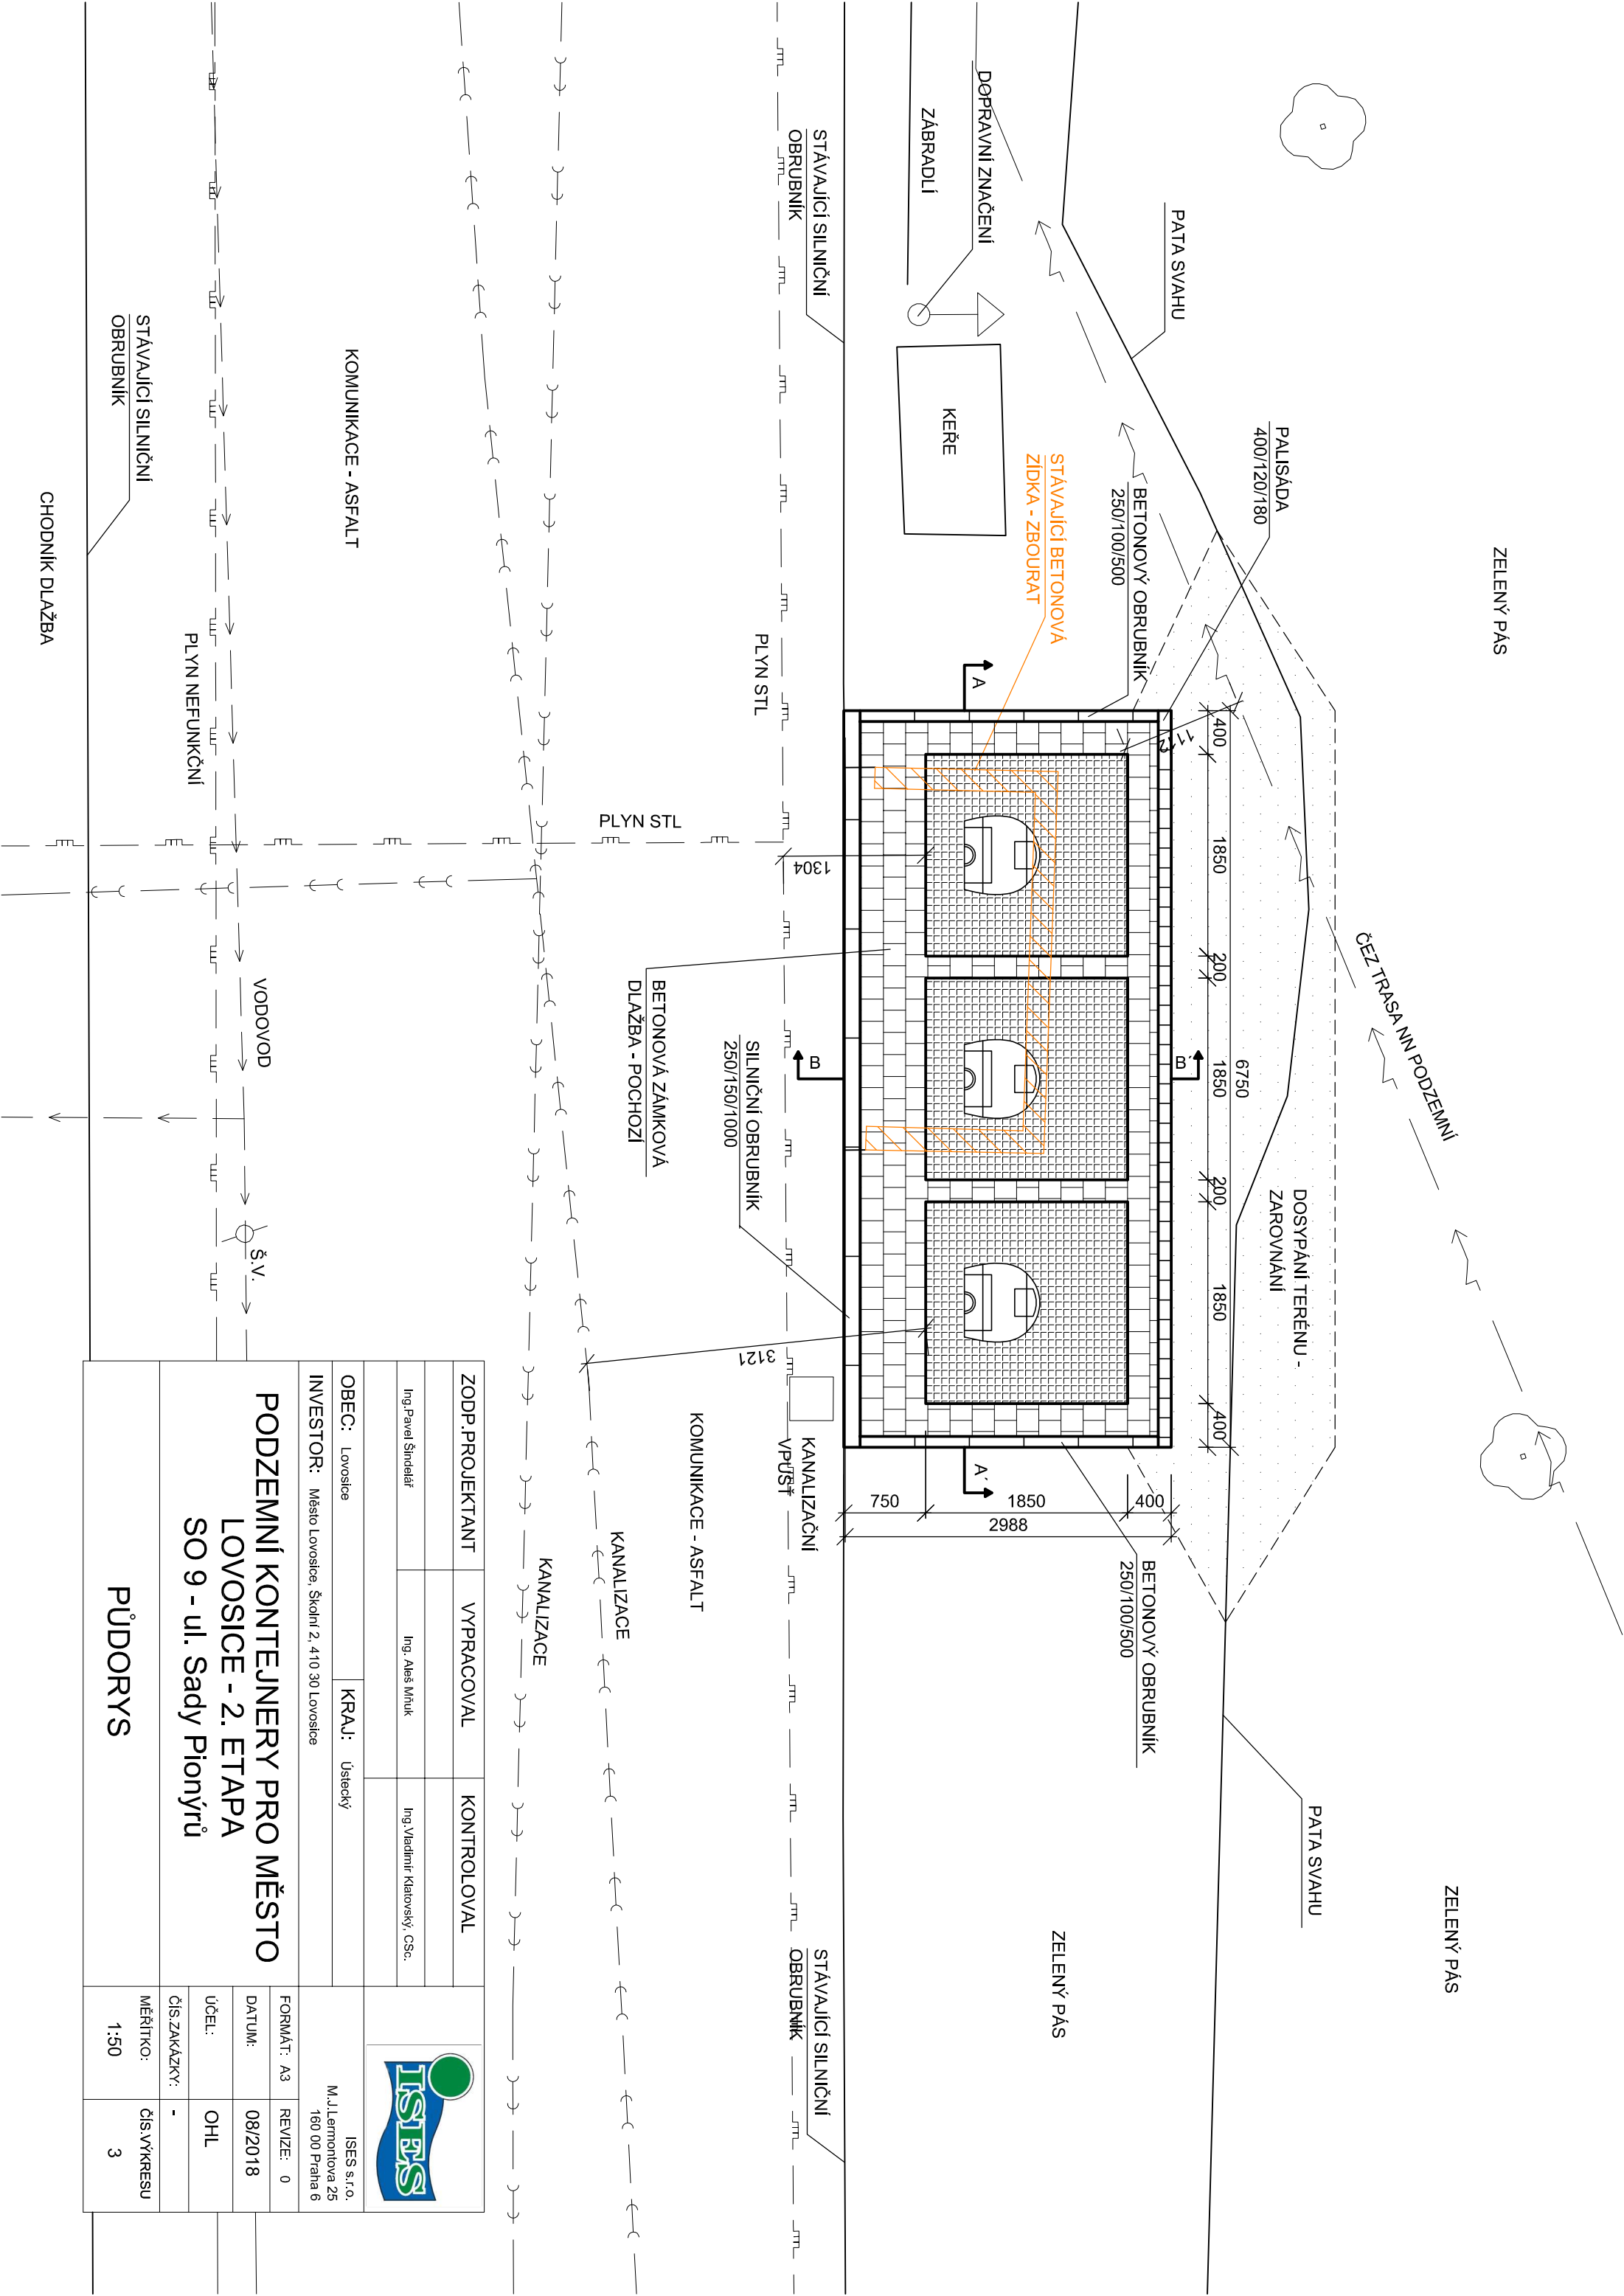 ZELENÝ PÁS
ZELENÝ PÁS
ZELENÝ PÁS
PATA SVAHU
PATA SVAHU
ČEZ TRASA NN PODZEMNÍ
DOSYPÁNÍ TERÉNU -
ZAROVNÁNÍ
PALISÁDA
400/120/180
BETONOVÝ OBRUBNÍK
250/100/500
STÁVAJÍCÍ BETONOVÁ
ZÍDKA - ZBOURAT
DOPRAVNÍ ZNAČENÍ
ZÁBRADLÍ
KEŘE
6750
400
1850
200
1850
200
1850
400
1112
A
A´
B
B´
750
1850
400
2988
BETONOVÝ OBRUBNÍK
250/100/500
STÁVAJÍCÍ SILNIČNÍ
OBRUBNÍK
PLYN STL
PLYN STL
1304
3121
BETONOVÁ ZÁMKOVÁ
DLAŽBA - POCHOZÍ
SILNIČNÍ OBRUBNÍK
250/150/1000
KANALIZAČNÍ
VPUSŤ
STÁVAJÍCÍ SILNIČNÍ
OBRUBNÍK
KOMUNIKACE - ASFALT
KOMUNIKACE - ASFALT
KANALIZACE
KANALIZACE
PLYN NEFUNKČNÍ
VODOVOD
Š.V.
STÁVAJÍCÍ SILNIČNÍ
OBRUBNÍK
CHODNÍK DLAŽBA
ZODP.PROJEKTANT
VYPRACOVAL
KONTROLOVAL
Ing.Pavel Šindelář
Ing. Aleš Mňuk
Ing.Vladimír Klatovský, CSc.
OBEC: Lovosice
KRAJ: Ústecký
INVESTOR: Město Lovosice, Školní 2, 410 30 Lovosice
PODZEMNÍ KONTEJNERY PRO MĚSTO
LOVOSICE - 2. ETAPA
SO 9 - ul. Sady Pionýrů
PŮDORYS
ISES
ISES s.r.o.
M.J.Lermontova 25
160 00 Praha 6
FORMÁT: A3
REVIZE: 0
DATUM: 08/2018
ÚČEL: OHL
ČÍS.ZAKÁZKY: -
MĚŘÍTKO: 1:50
ČÍS.VÝKRESU 3